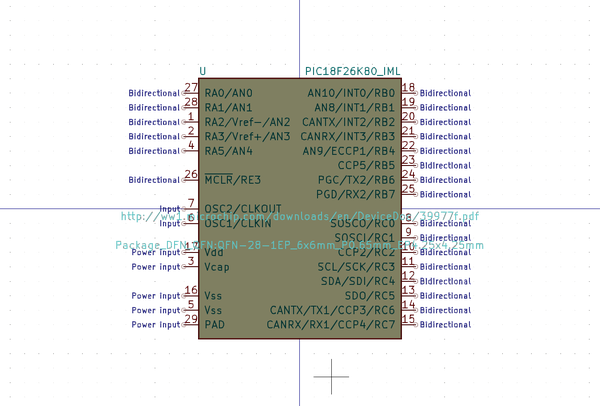 U PIC18F26K80_IML
Bidirectional 27 RA0/AN0 AN10/INT0/RB0 18 Bidirectional
Bidirectional 28 RA1/AN1 AN8/INT1/RB1 19 Bidirectional
Bidirectional 1 RA2/Vref-/AN2 CANTX/INT2/RB2 20 Bidirectional
Bidirectional 2 RA3/Vref+/AN3 CANRX/INT3/RB3 21 Bidirectional
Bidirectional 4 RA5/AN4 AN9/ECCP1/RB4 22 Bidirectional
CCP5/RB5 23 Bidirectional
Bidirectional 26 MCLR/RE3 PGC/TX2/RB6 24 Bidirectional
PGD/RX2/RB7 25 Bidirectional
Input 7 OSC2/CLKOUT
http://ww1.microchip.com/downloads/en/DeviceDoc/39977f.pdf
Input 6 OSC1/CLKIN SOSCO/RC0 8 Bidirectional
SOSCI/RC1 9 Bidirectional
Package_DFN_QFN:QFN-28-1EP_6x6mm_P0.65mm_EP4.25x4.25mm
Power input 17 Vdd CCP2/RC2 10 Bidirectional
Power input 3 Vcap SCL/SCK/RC3 11 Bidirectional
SDA/SDI/RC4 12 Bidirectional
Power input 16 Vss SDO/RC5 13 Bidirectional
Power input 5 Vss CANTX/TX1/CCP3/RC6 14 Bidirectional
Power input 29 PAD CANRX/RX1/CCP4/RC7 15 Bidirectional